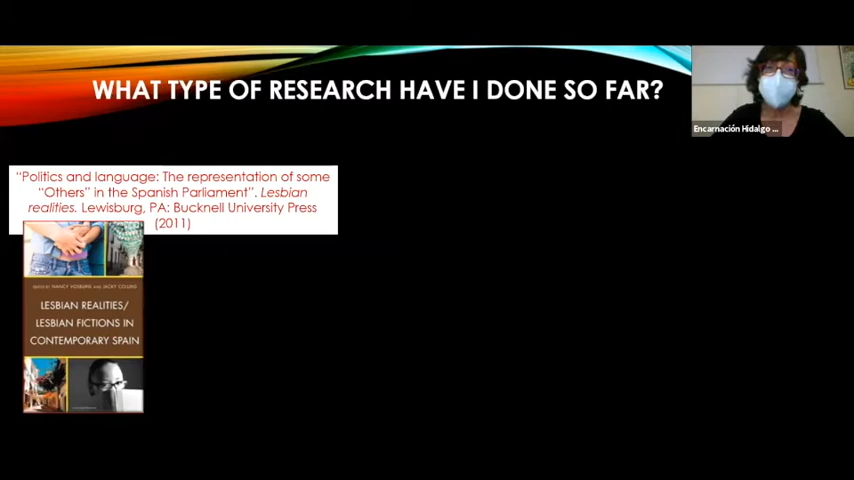 WHAT TYPE OF RESEARCH HAVE I DONE SO FAR?
Encarnación Hidalgo ...
“Politics and language: The representation of some
“Others” in the Spanish Parliament”. Lesbian
realities. Lewisburg, PA: Bucknell University Press
(2011)
EDITED BY NANCY VOSBURG AND JACKY COLLINS
LESBIAN REALITIES/
LESBIAN FICTIONS IN
CONTEMPORARY SPAIN